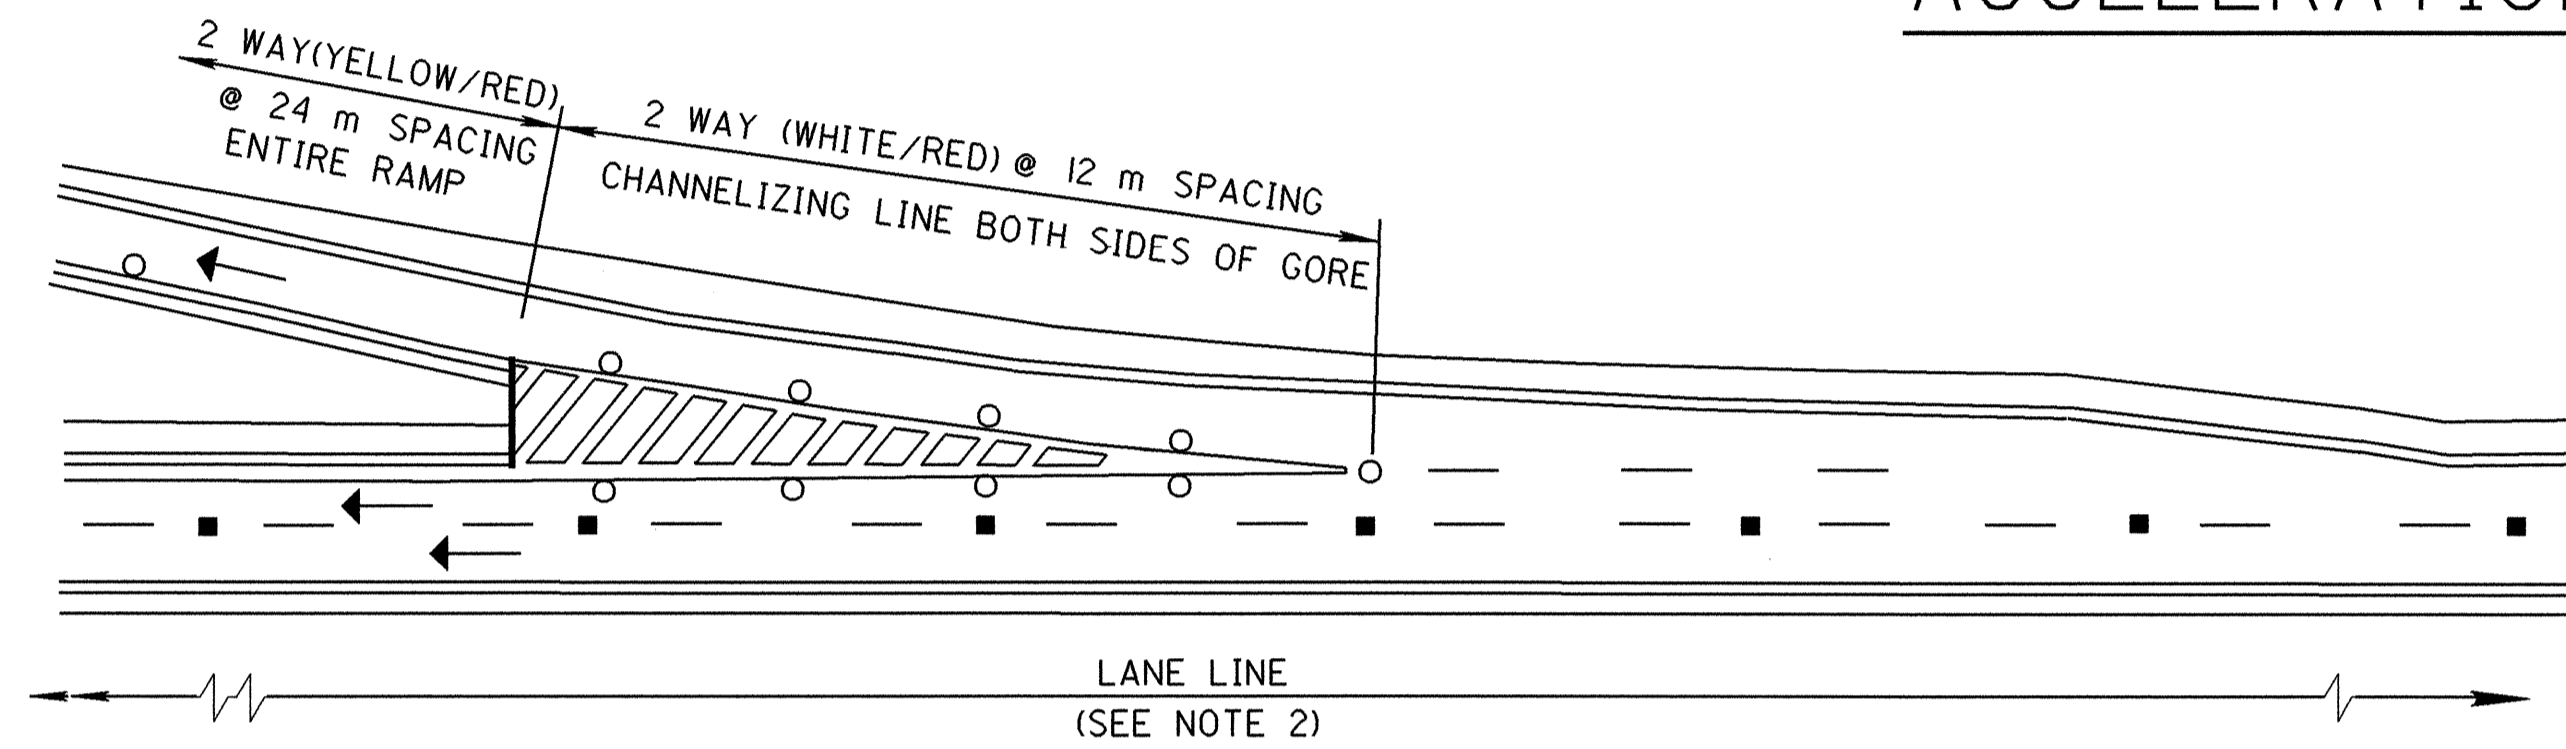 ACCELERATION
2 WAY(YELLOW/RED)
@ 24 m SPACING
ENTIRE RAMP
2 WAY (WHITE/RED) @ 12 m SPACING
CHANNELIZING LINE BOTH SIDES OF GORE
LANE LINE
(SEE NOTE 2)